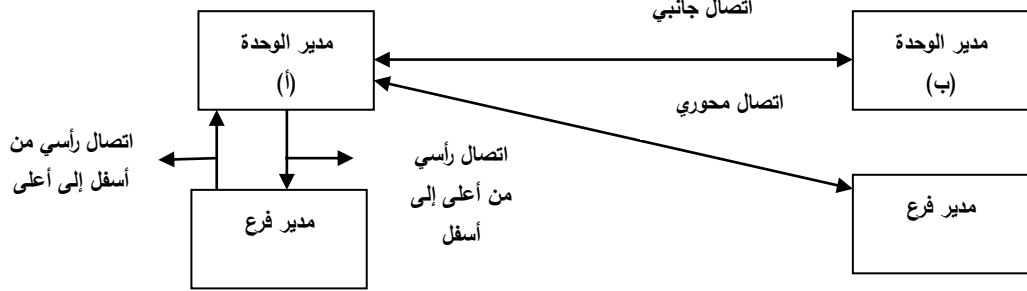 اتصال جانبي
مدير الوحدة
(أ)
مدير الوحدة
(ب)
اتصال محوري
اتصال رأسي من
أسفل إلى أعلى
اتصال رأسي
من أعلى إلى
أسفل
مدير فرع
مدير فرع